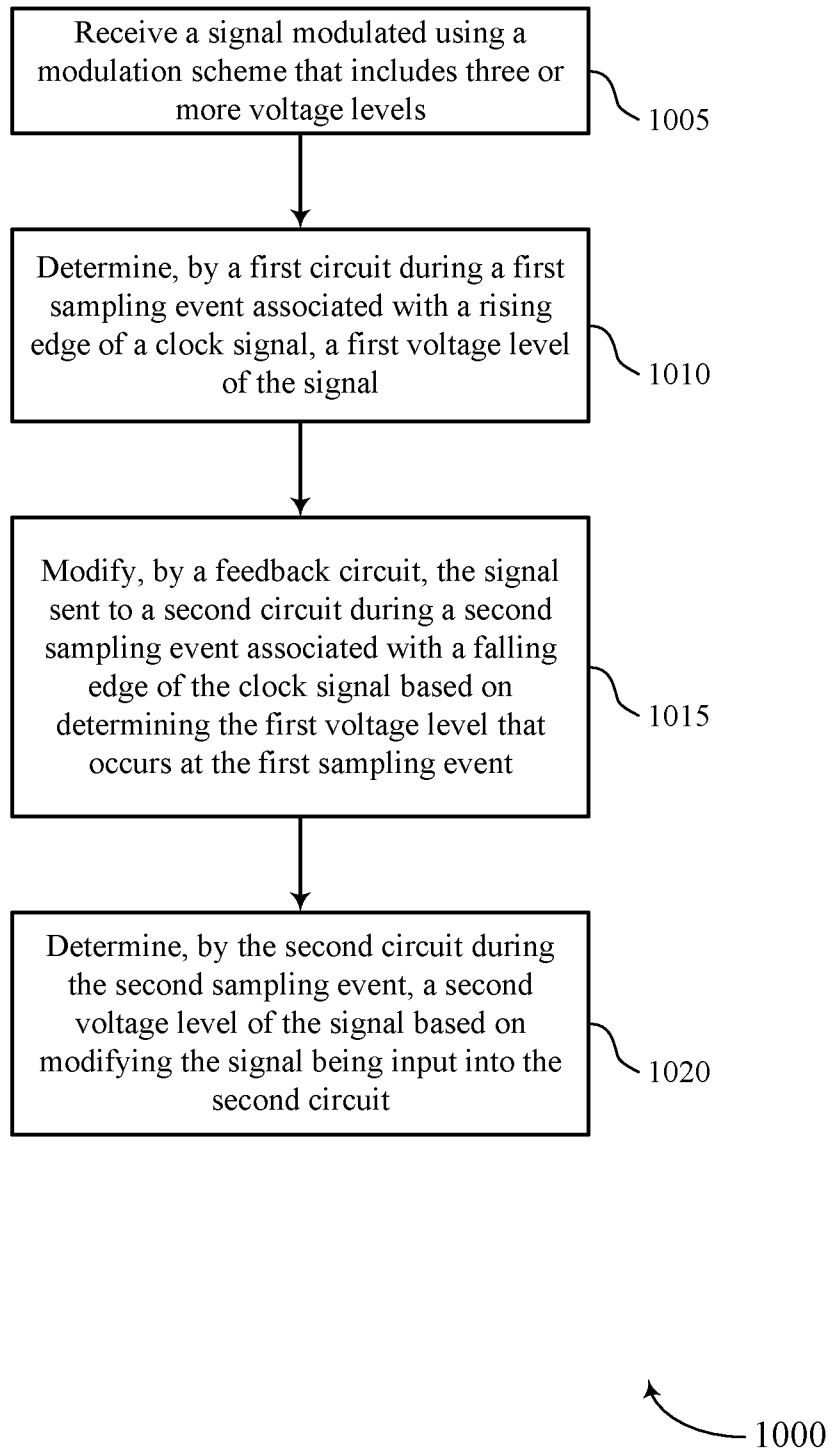 Receive a signal modulated using a
modulation scheme that includes three or
more voltage levels
1005
Determine, by a first circuit during a first
sampling event associated with a rising
edge of a clock signal, a first voltage level
of the signal
1010
Modify, by a feedback circuit, the signal
sent to a second circuit during a second
sampling event associated with a falling
edge of the clock signal based on
determining the first voltage level that
occurs at the first sampling event
1015
Determine, by the second circuit during
the second sampling event, a second
voltage level of the signal based on
modifying the signal being input into the
second circuit
1020
1000